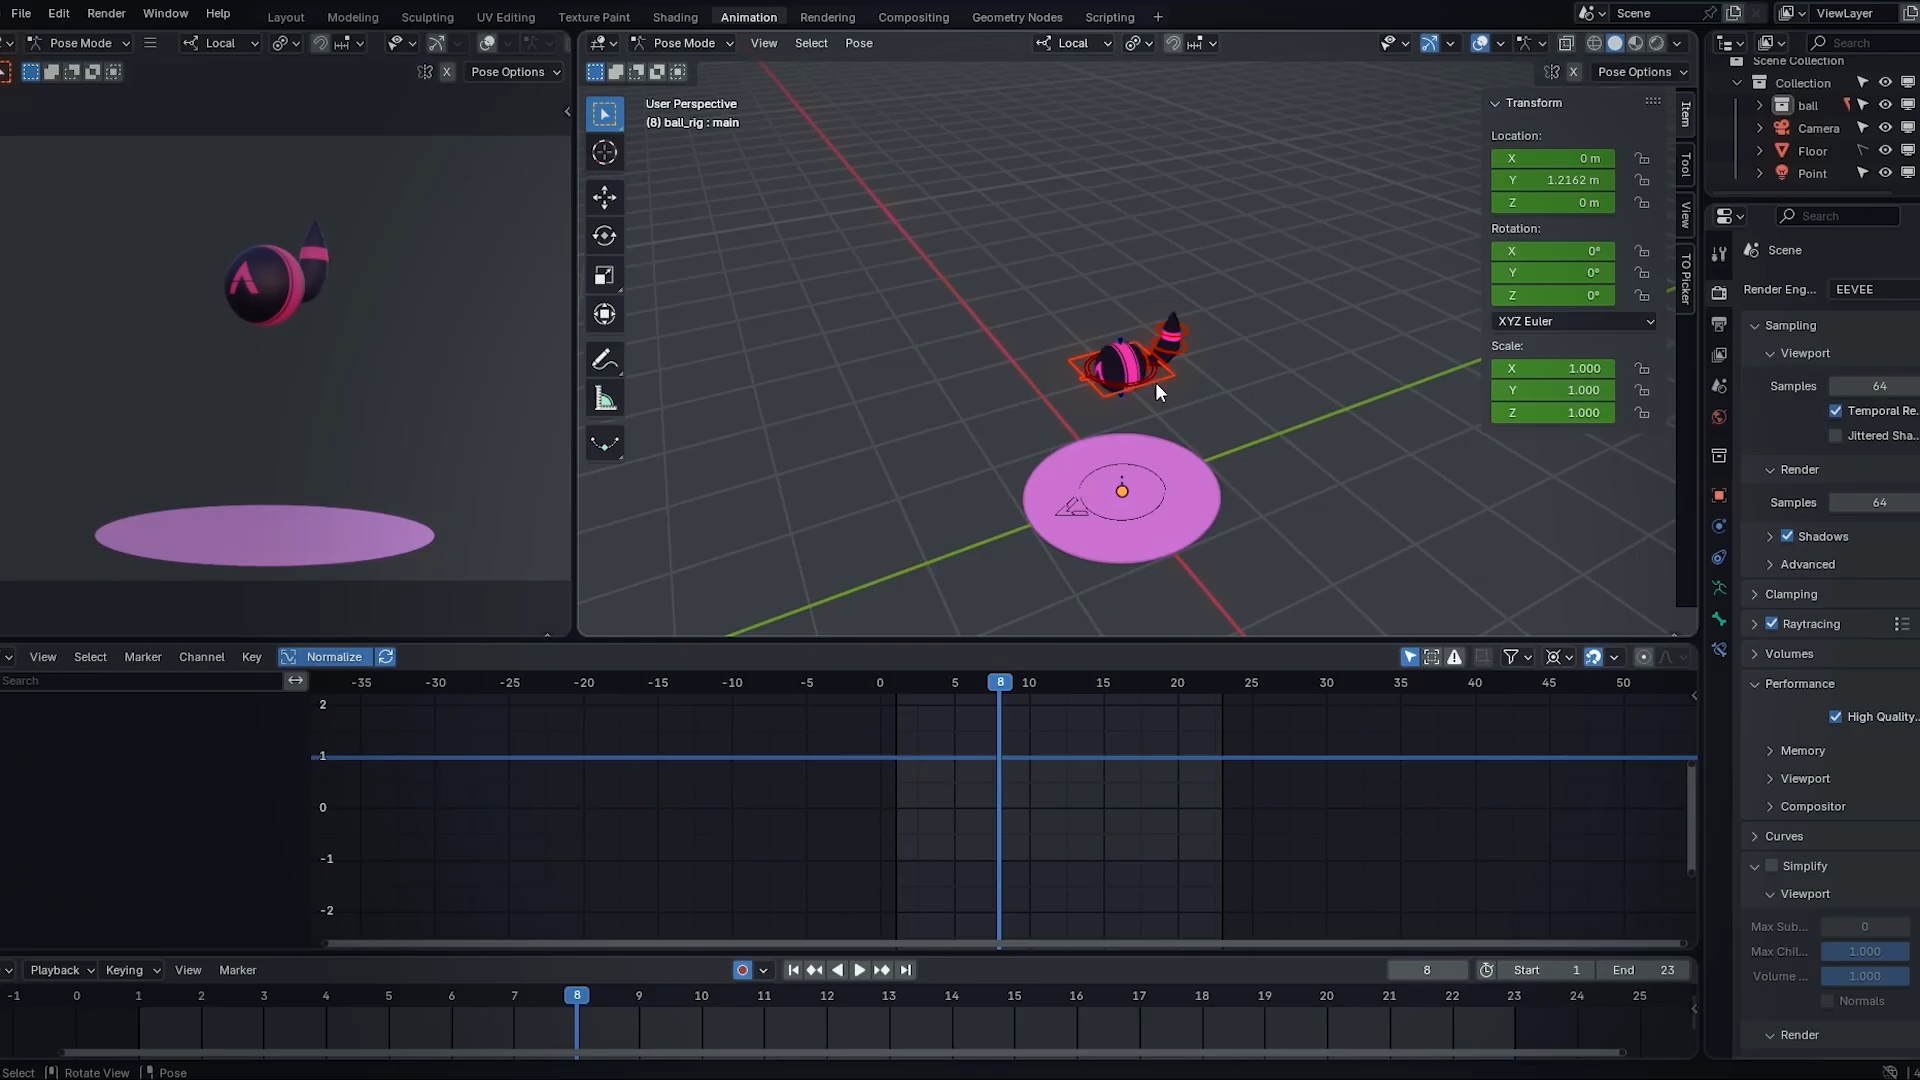 File Edit Render Window Help
Layout Modeling Sculpting UV Editing Texture Paint Shading Animation Rendering Compositing Geometry Nodes Scripting +
Scene
ViewLayer
Pose Mode Local
Pose Mode View Select Pose Local
Search
X Pose Options
X Pose Options
Scene Collection
Collection
ball
Camera
Floor
Point
User Perspective
(8) ball_rig : main
Transform
Location:
X 0 m
Y 1.2162 m
Z 0 m
Rotation:
X 0°
Y 0°
Z 0°
XYZ Euler
Scale:
X 1.000
Y 1.000
Z 1.000
Item
Tool
View
TO Picker
Search
Scene
Render Eng... EEVEE
Sampling
Viewport
Samples 64
Temporal Re...
Jittered Sha...
Render
Samples 64
Shadows
Advanced
Clamping
Raytracing
Volumes
Performance
High Quality...
Memory
Viewport
Compositor
Curves
Simplify
Viewport
Max Sub... 0
Max Chil... 1.000
Volume ... 1.000
Normals
Render
View Select Marker Channel Key Normalize
Search
-35 -30 -25 -20 -15 -10 -5 0 5 8 10 15 20 25 30 35 40 45 50
2
1
0
-1
-2
Playback Keying View Marker
8 Start 1 End 23
-1 0 1 2 3 4 5 6 7 8 9 10 11 12 13 14 15 16 17 18 19 20 21 22 23 24 25
Select Rotate View Pose